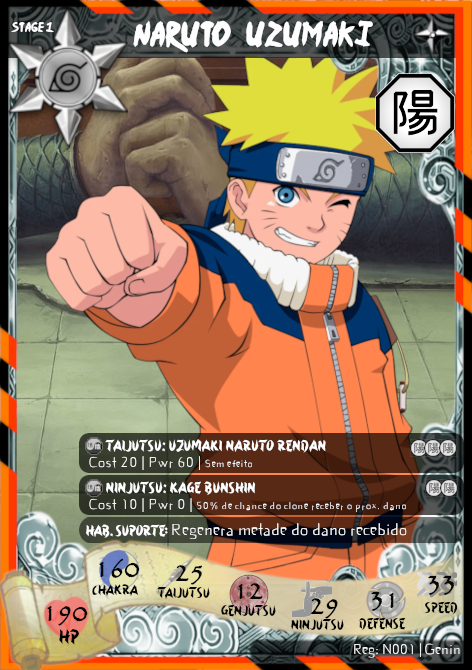 STAGE 1
NARUTO UZUMAKI
陽
TAIJUTSU: UZUMAKI NARUTO RENDAN
Cost 20 | Pwr 60 | Sem efeito
陽陽陽
NINJUTSU: KAGE BUNSHIN
Cost 10 | Pwr 0 | 50% de chance do clone receber o prox. dano
陽陽
HAB. SUPORTE: Regenera metade do dano recebido
190
HP
160
CHAKRA
25
TAIJUTSU
12
GENJUTSU
29
NINJUTSU
31
DEFENSE
33
SPEED
Reg: N001 | Genin